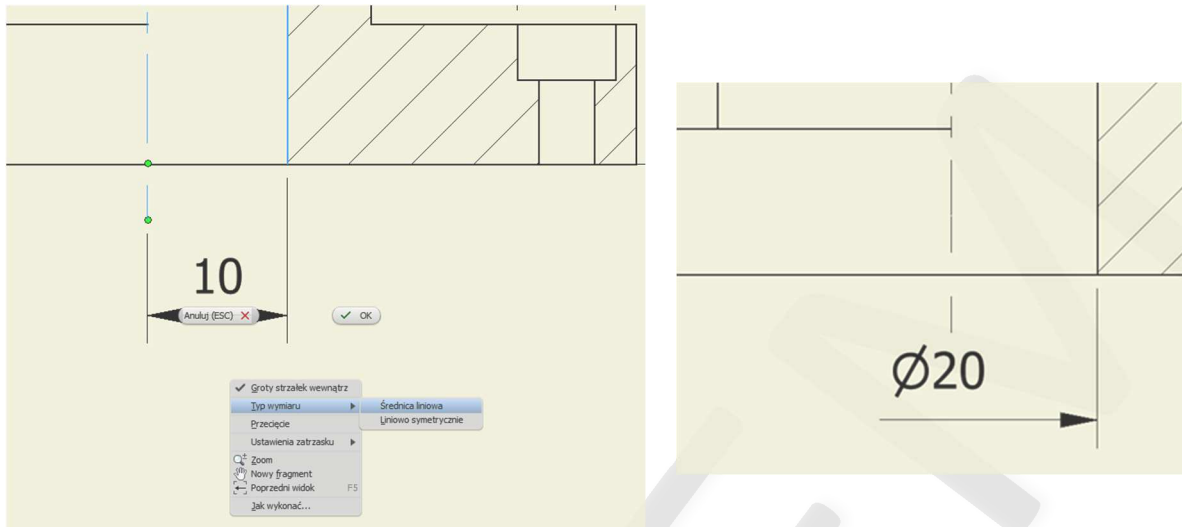 10
Anuluj (ESC)
OK
Groty strzałek wewnątrz
Typ wymiaru
Średnica liniowa
Liniowo symetrycznie
Przecięcie
Ustawienia zatrzasku
Zoom
Nowy fragment
Poprzedni widok F5
Jak wykonać...
Ø20